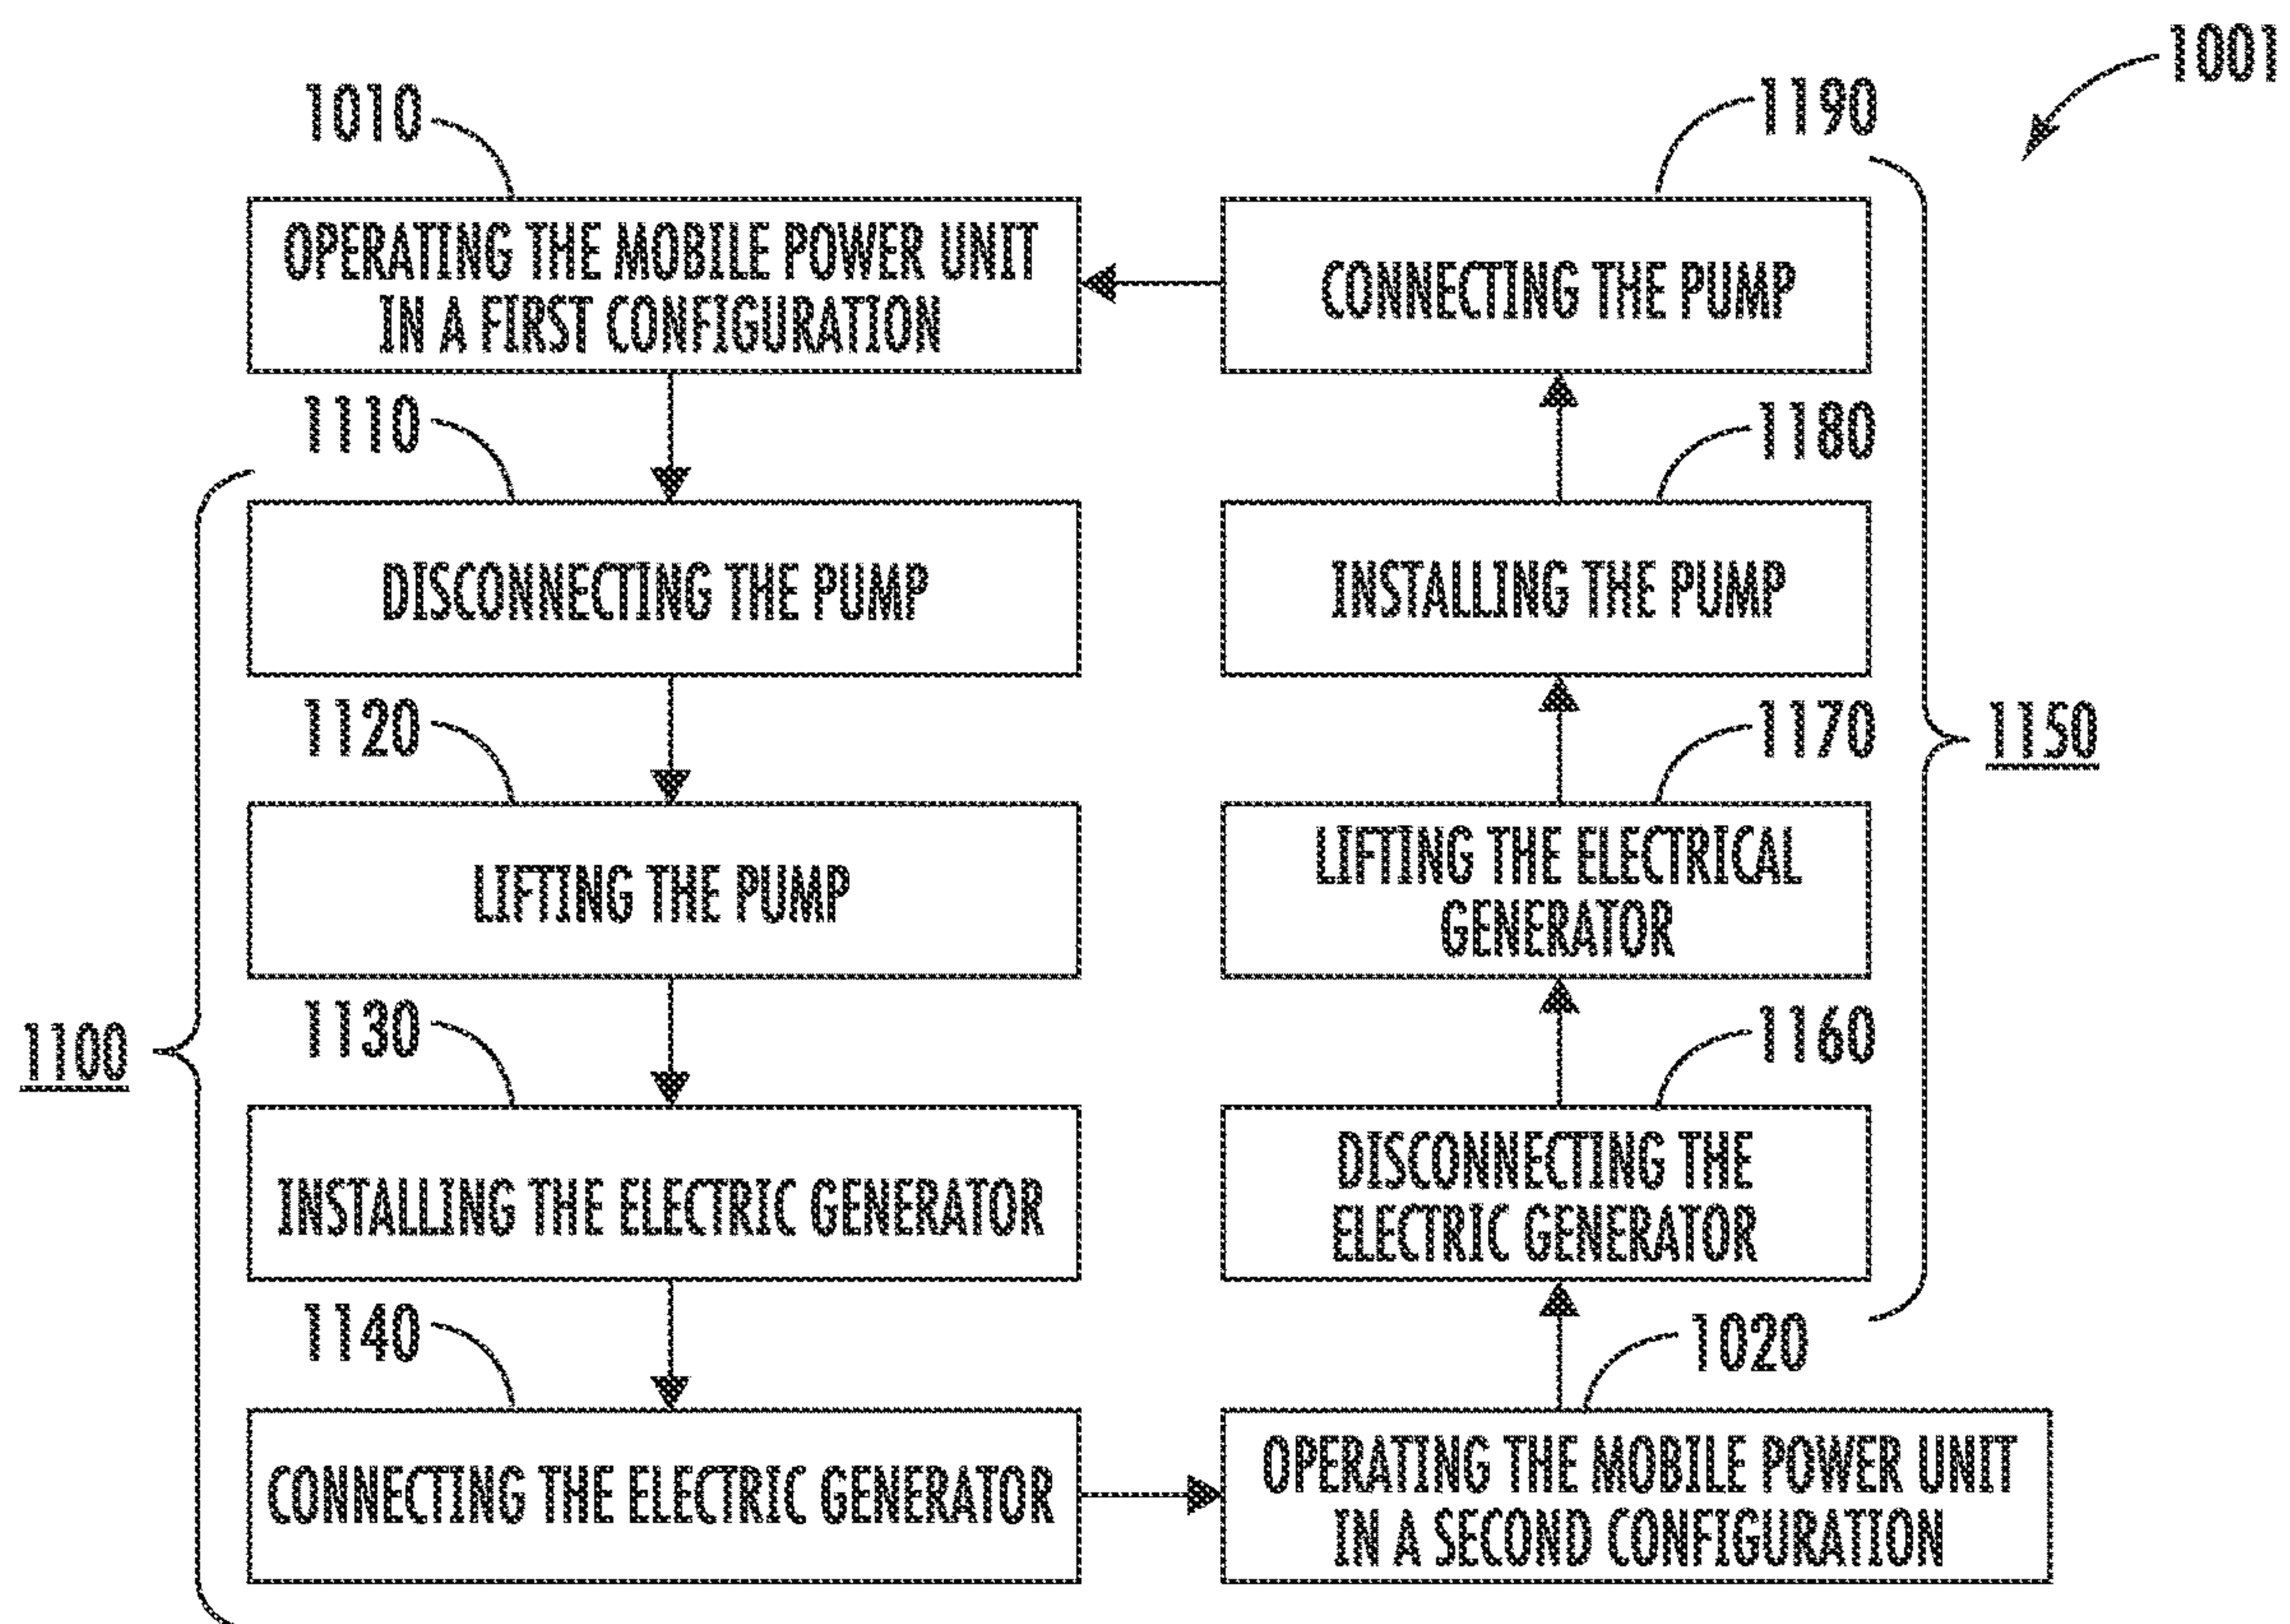 1001
1010
OPERATING THE MOBILE POWER UNIT
IN A FIRST CONFIGURATION
1110
DISCONNECTING THE PUMP
1120
LIFTING THE PUMP
1130
INSTALLING THE ELECTRIC GENERATOR
1140
CONNECTING THE ELECTRIC GENERATOR
1100
1190
CONNECTING THE PUMP
1180
INSTALLING THE PUMP
1170
LIFTING THE ELECTRICAL
GENERATOR
1160
DISCONNECTING THE
ELECTRIC GENERATOR
1020
OPERATING THE MOBILE POWER UNIT
IN A SECOND CONFIGURATION
1150